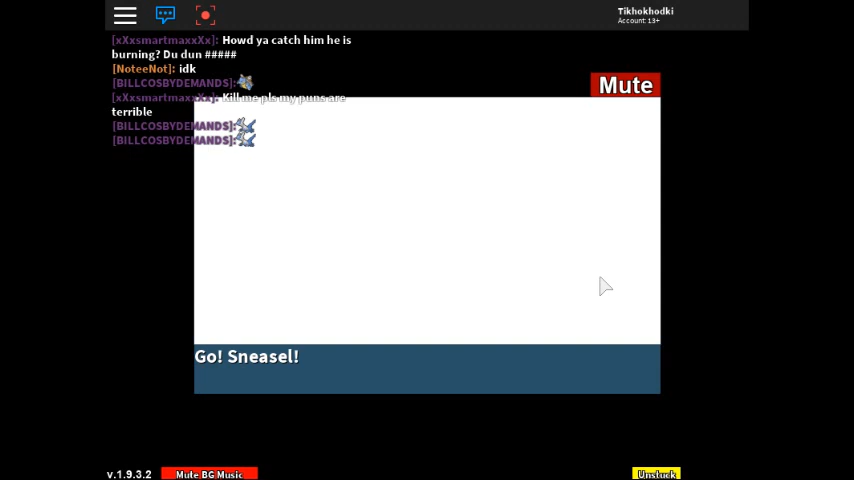 Tikhokhodki
Account: 13+
[xXxsmartmaxxXx]: Howd ya catch him he is
burning? Du dun #####
[NoteeNot]: idk
[BILLCOSBYDEMANDS]:
[xXxsmartmaxxXx]: Kill me pls my puns are
terrible
[BILLCOSBYDEMANDS]:
[BILLCOSBYDEMANDS]:
Mute
Go! Sneasel!
v.1.9.3.2
Mute BG Music
Unstuck